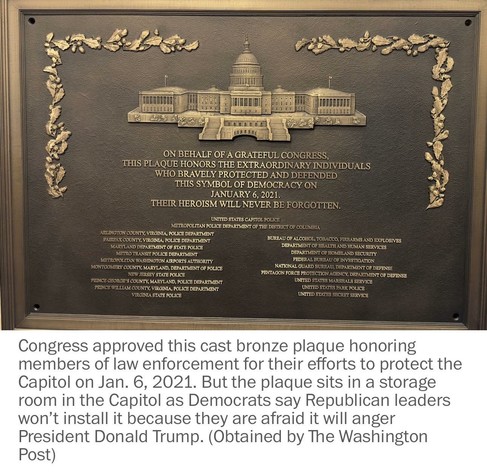 ON BEHALF OF A GRATEFUL CONGRESS,
THIS PLAQUE HONORS THE EXTRAORDINARY INDIVIDUALS
WHO BRAVELY PROTECTED AND DEFENDED
THIS SYMBOL OF DEMOCRACY ON
JANUARY 6, 2021.
THEIR HEROISM WILL NEVER BE FORGOTTEN.
UNITED STATES CAPITOL POLICE
METROPOLITAN POLICE DEPARTMENT OF THE DISTRICT OF COLUMBIA
ARLINGTON COUNTY, VIRGINIA, POLICE DEPARTMENT
FAIRFAX COUNTY, VIRGINIA, POLICE DEPARTMENT
MARYLAND DEPARTMENT OF STATE POLICE
METRO TRANSIT POLICE DEPARTMENT
METROPOLITAN WASHINGTON AIRPORTS AUTHORITY
MONTGOMERY COUNTY, MARYLAND, DEPARTMENT OF POLICE
NEW JERSEY STATE POLICE
PRINCE GEORGE'S COUNTY, MARYLAND, POLICE DEPARTMENT
PRINCE WILLIAM COUNTY, VIRGINIA, POLICE DEPARTMENT
VIRGINIA STATE POLICE
BUREAU OF ALCOHOL, TOBACCO, FIREARMS AND EXPLOSIVES
DEPARTMENT OF HEALTH AND HUMAN SERVICES
DEPARTMENT OF HOMELAND SECURITY
FEDERAL BUREAU OF INVESTIGATION
NATIONAL GUARD BUREAU, DEPARTMENT OF DEFENSE
PENTAGON FORCE PROTECTION AGENCY, DEPARTMENT OF DEFENSE
UNITED STATES MARSHALS SERVICE
UNITED STATES PARK POLICE
UNITED STATES SECRET SERVICE
Congress approved this cast bronze plaque honoring
members of law enforcement for their efforts to protect the
Capitol on Jan. 6, 2021. But the plaque sits in a storage
room in the Capitol as Democrats say Republican leaders
won't install it because they are afraid it will anger
President Donald Trump. (Obtained by The Washington
Post)